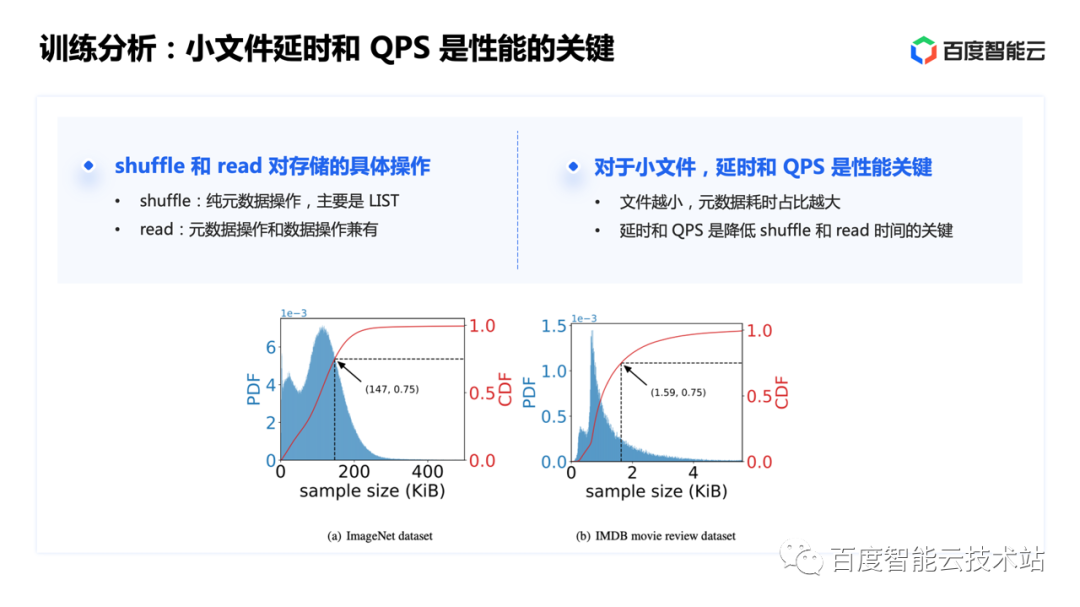 训练分析：小文件延时和 QPS 是性能的关键
百度智能云
shuffle 和 read 对存储的具体操作
• shuffle：纯元数据操作，主要是 LIST
• read：元数据操作和数据操作兼有
对于小文件，延时和 QPS 是性能关键
• 文件越小，元数据耗时占比越大
• 延时和 QPS 是降低 shuffle 和 read 时间的关键
1e−3
6
4
2
0
PDF
0 200 400
sample size (KiB)
1.0
0.5
0.0
CDF
(147, 0.75)
(a) ImageNet dataset
1e−3
1.5
1.0
0.5
0.0
PDF
0 2 4
sample size (KiB)
1.0
0.5
0.0
CDF
(1.59, 0.75)
(b) IMDB movie review dataset
百度智能云技术站